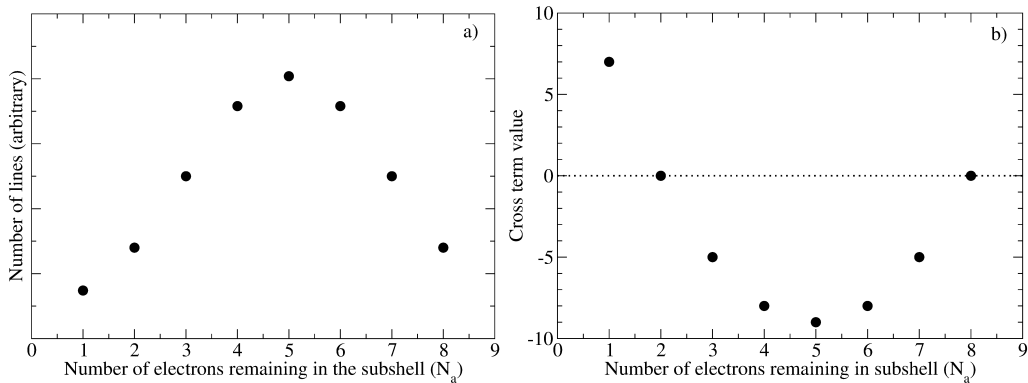 a)
Number of lines (arbitrary)
0 1 2 3 4 5 6 7 8 9
Number of electrons remaining in the subshell (Na)
b)
Cross term value
10
5
0
-5
-10
0 1 2 3 4 5 6 7 8 9
Number of electrons remaining in subshell (Na)